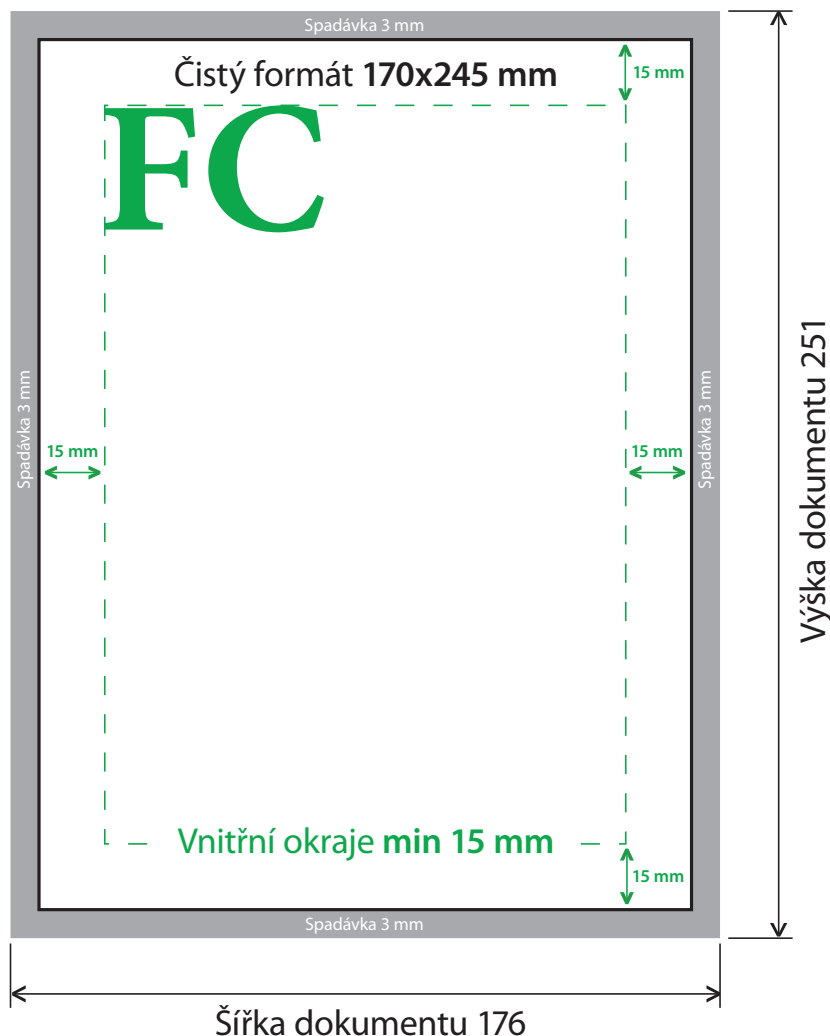 Spadávka 3 mm
Čistý formát 170x245 mm
15 mm
FC
Spadávka 3 mm
15 mm
15 mm
Spadávka 3 mm
Výška dokumentu 251
Vnitřní okraje min 15 mm
15 mm
Spadávka 3 mm
Šířka dokumentu 176